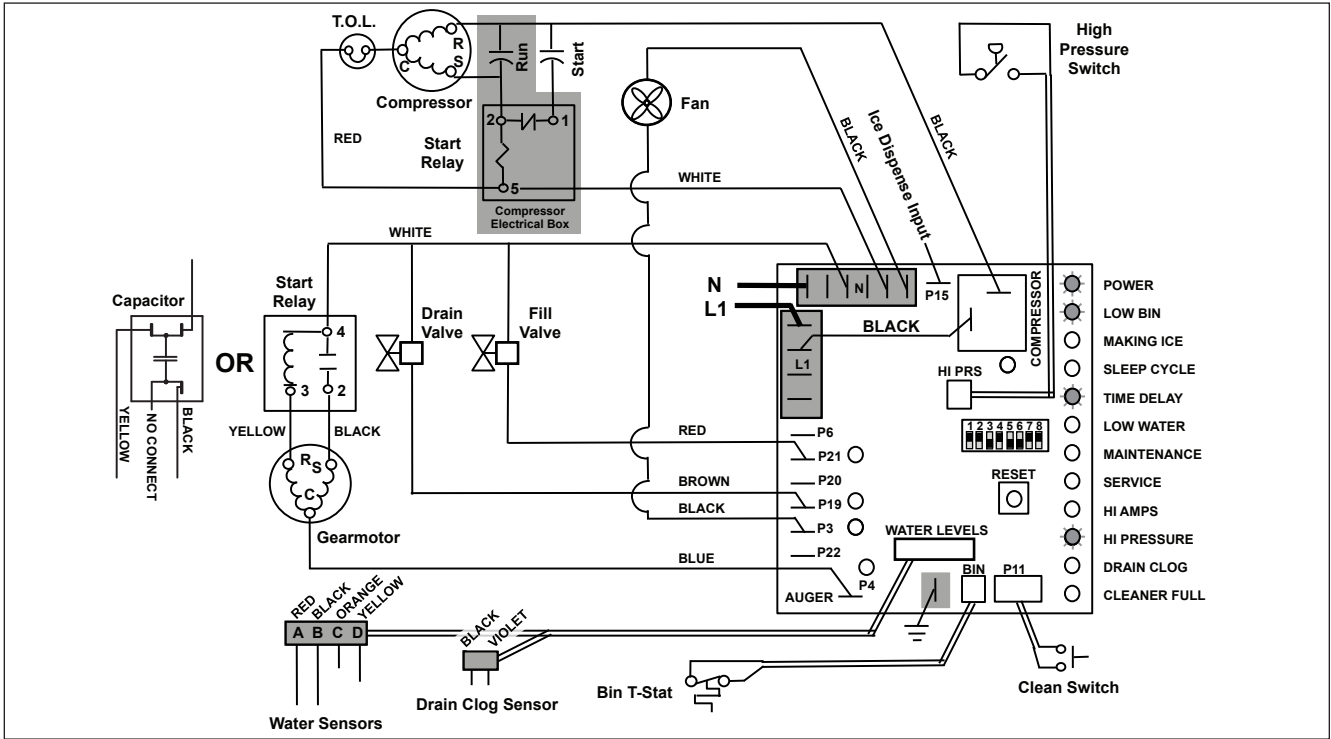 T.O.L.
R
S
C
Compressor
Run
Start
2
1
5
Start
Relay
Compressor
Electrical Box
RED
WHITE
Fan
BLACK
Ice Dispense Input
BLACK
High
Pressure
Switch
WHITE
Capacitor
YELLOW
NO CONNECT
BLACK
OR
Start
Relay
4
3
2
YELLOW
BLACK
R
S
C
Gearmotor
Drain
Valve
Fill
Valve
RED
BROWN
BLACK
BLUE
N
L1
N
P15
BLACK
L1
COMPRESSOR
HI PRS
1 2 3 4 5 6 7 8
RESET
P6
P21
P20
P19
P3
P22
P4
AUGER
WATER LEVELS
BIN
P11
POWER
LOW BIN
MAKING ICE
SLEEP CYCLE
TIME DELAY
LOW WATER
MAINTENANCE
SERVICE
HI AMPS
HI PRESSURE
DRAIN CLOG
CLEANER FULL
RED
BLACK
ORANGE
YELLOW
A B C D
Water Sensors
BLACK
VIOLET
Drain Clog Sensor
Bin T-Stat
Clean Switch